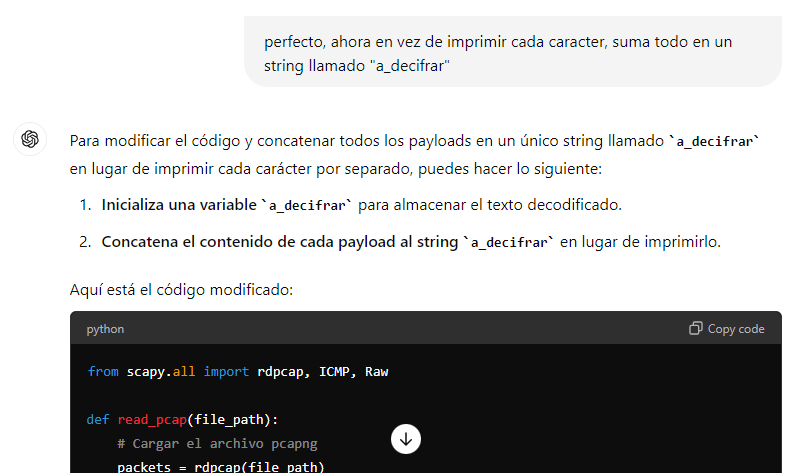 perfecto, ahora en vez de imprimir cada caracter, suma todo en un
string llamado "a_decifrar"
Para modificar el código y concatenar todos los payloads en un único string llamado `a_decifrar`
en lugar de imprimir cada carácter por separado, puedes hacer lo siguiente:
1. Inicializa una variable `a_decifrar` para almacenar el texto decodificado.
2. Concatena el contenido de cada payload al string `a_decifrar` en lugar de imprimirlo.
Aquí está el código modificado:
python Copy code
from scapy.all import rdpcap, ICMP, Raw
def read_pcap(file_path):
# Cargar el archivo pcapng
packets = rdpcap(file_path)